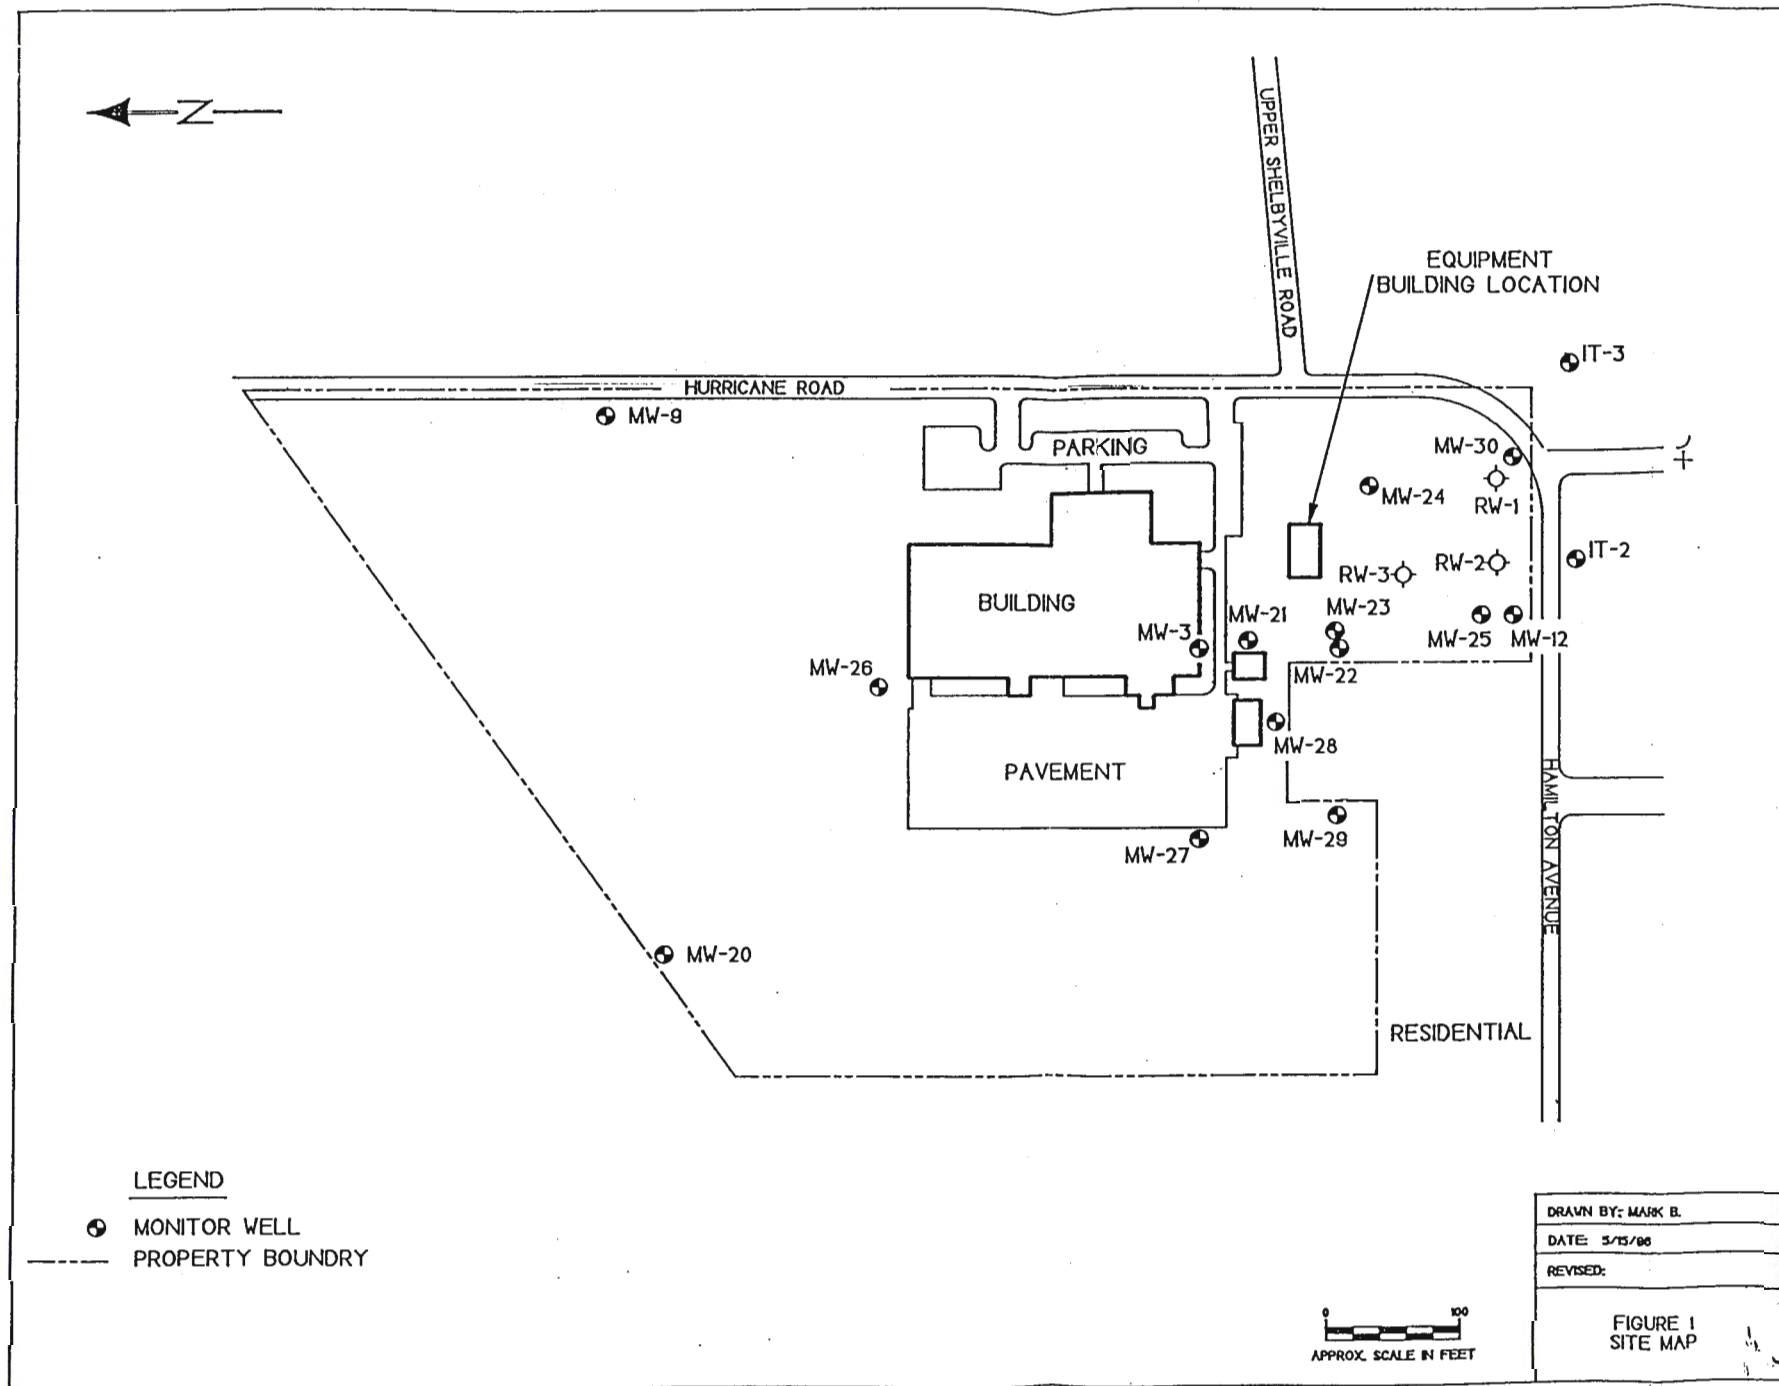 N
UPPER SHELBYVILLE ROAD
EQUIPMENT
BUILDING LOCATION
IT-3
HURRICANE ROAD
MW-9
PARKING
MW-30
MW-24
RW-1
IT-2
RW-2
RW-3
BUILDING
MW-23
MW-21
MW-3
MW-25
MW-12
MW-26
MW-22
MW-28
PAVEMENT
HAMILTON AVENUE
MW-29
MW-27
MW-20
RESIDENTIAL
LEGEND
MONITOR WELL
PROPERTY BOUNDRY
DRAWN BY: MARK B.
DATE: 5/15/96
REVISED:
0 100
APPROX. SCALE IN FEET
FIGURE 1
SITE MAP